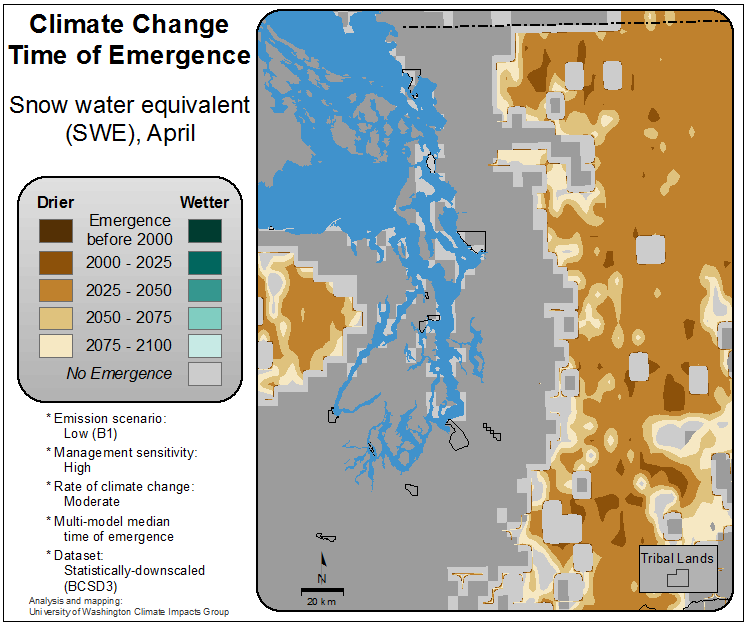 Climate Change
Time of Emergence
Snow water equivalent
(SWE), April
Drier Wetter
Emergence
before 2000
2000 - 2025
2025 - 2050
2050 - 2075
2075 - 2100
No Emergence
* Emission scenario:
Low (B1)
* Management sensitivity:
High
* Rate of climate change:
Moderate
* Multi-model median
time of emergence
* Dataset:
Statistically-downscaled
(BCSD3)
Analysis and mapping:
University of Washington Climate Impacts Group
N
20 km
Tribal Lands